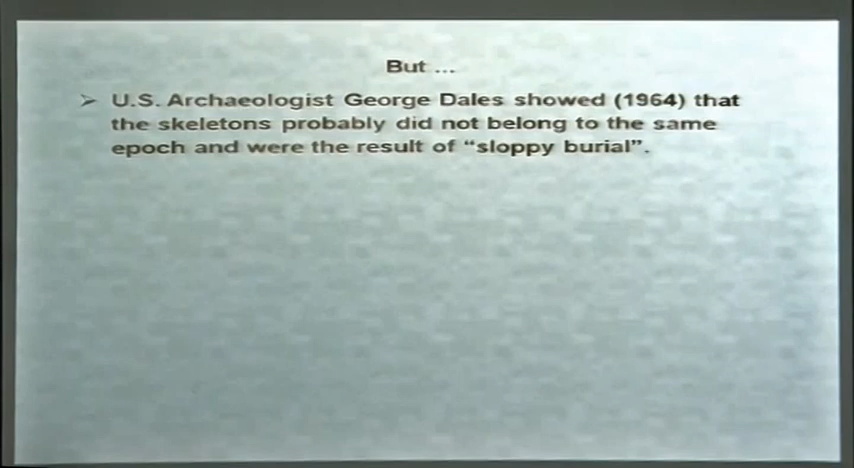 But ...
➢ U.S. Archaeologist George Dales showed (1964) that
the skeletons probably did not belong to the same
epoch and were the result of “sloppy burial”.